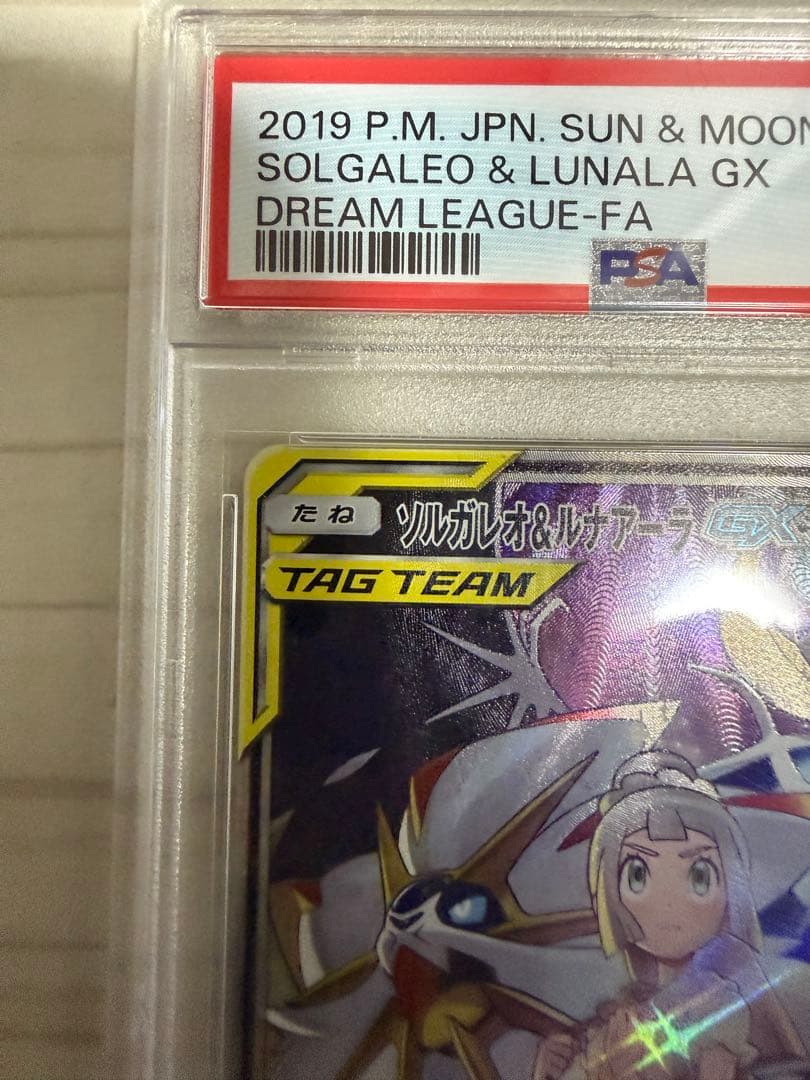 2019 P.M. JPN. SUN & MOON
SOLGALEO & LUNALA GX
DREAM LEAGUE-FA
PSA
たね ソルガレオ&ルナアーラ GX
TAG TEAM